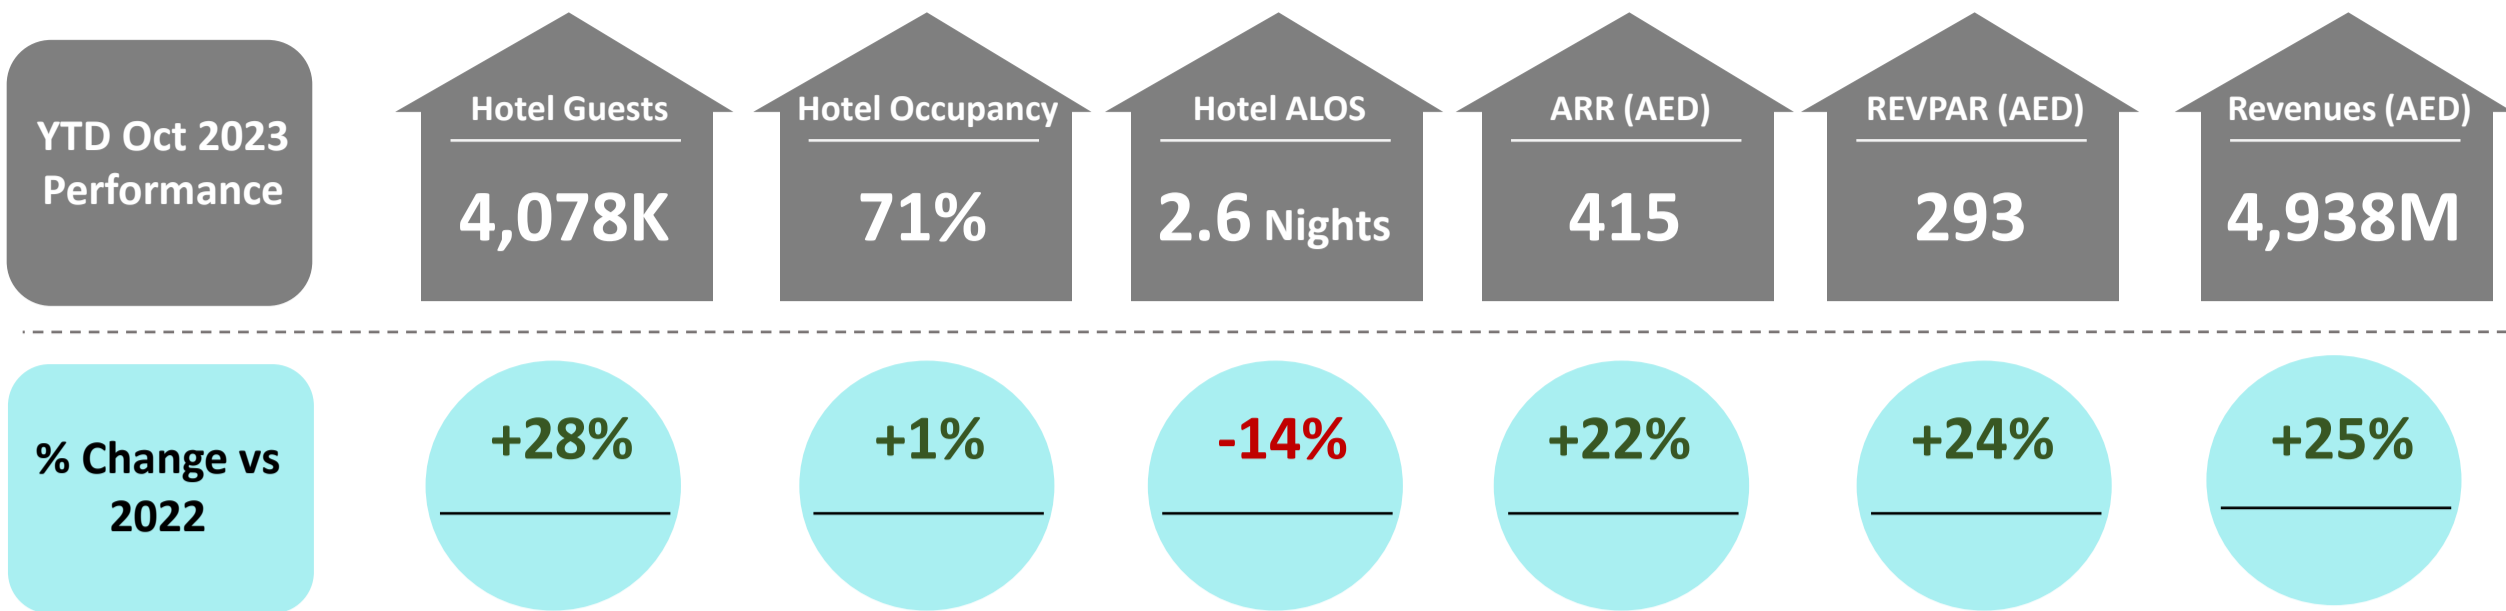 YTD Oct 2023
Performance
Hotel Guests
4,078K
Hotel Occupancy
71%
Hotel ALOS
2.6 Nights
ARR (AED)
415
REVPAR (AED)
293
Revenues (AED)
4,938M
% Change vs
2022
+28%
+1%
-14%
+22%
+24%
+25%